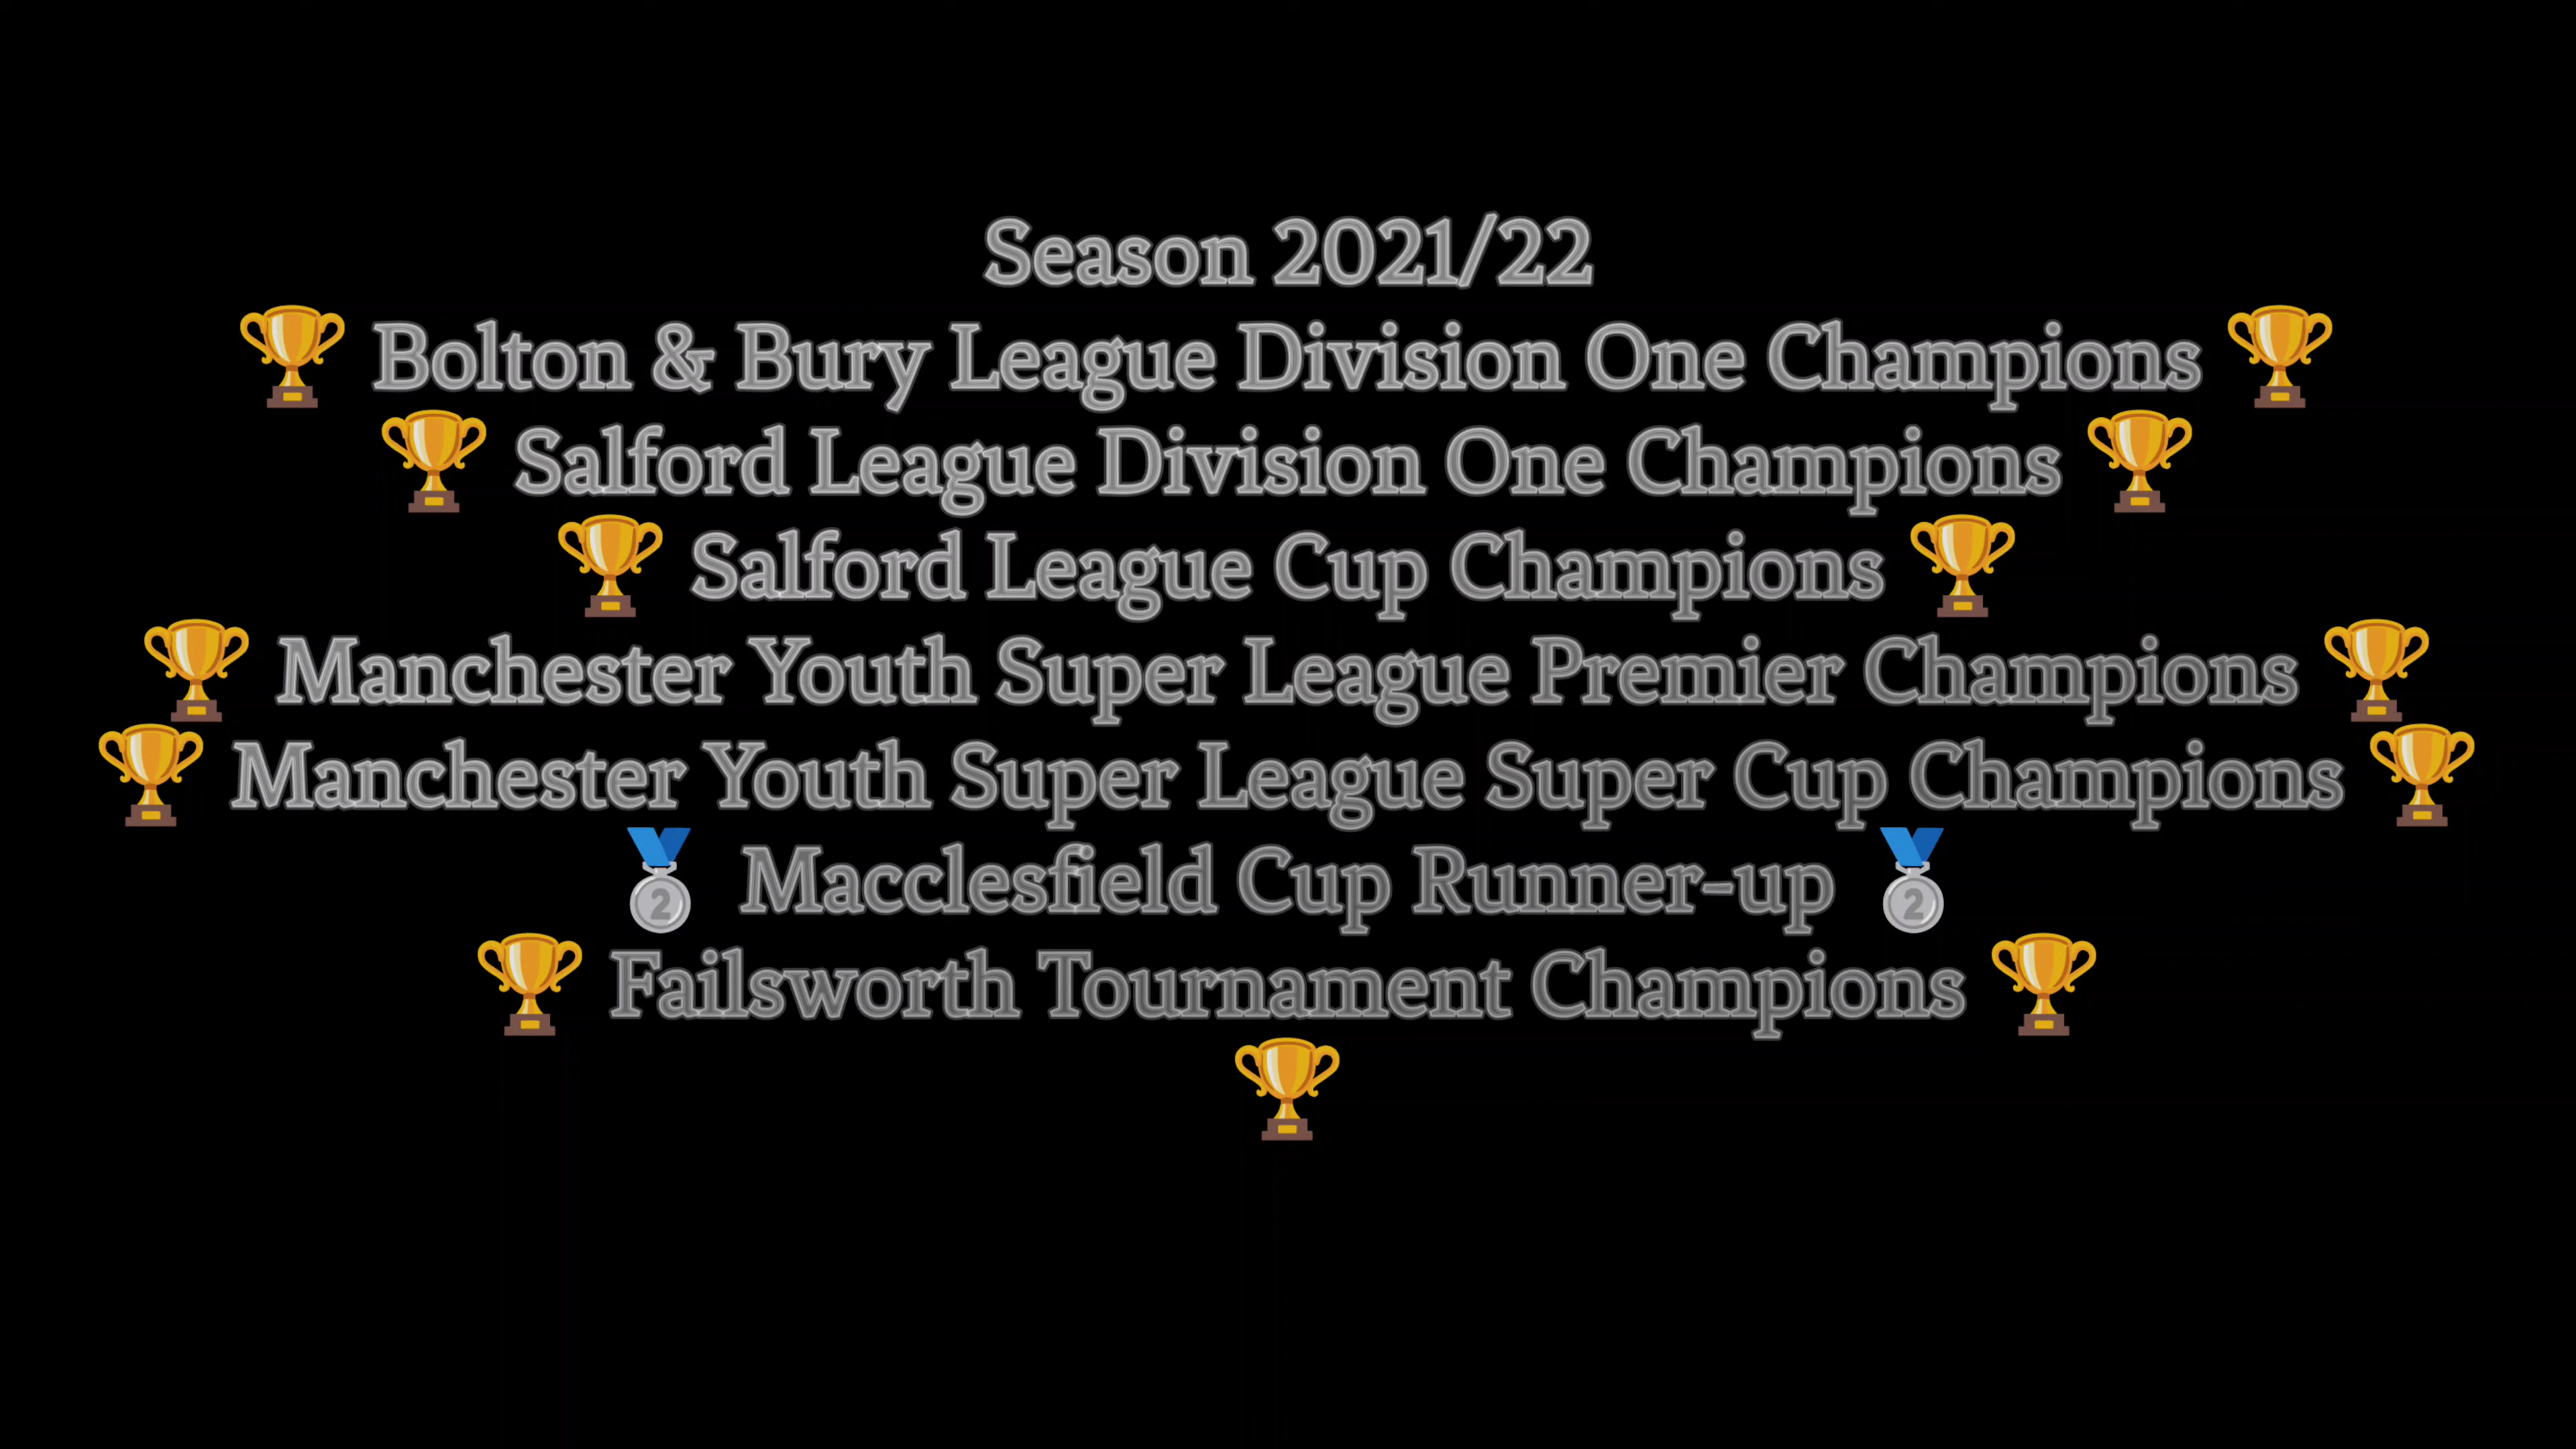 Season 2021/22
🏆 Bolton & Bury League Division One Champions 🏆
🏆 Salford League Division One Champions 🏆
🏆 Salford League Cup Champions 🏆
🏆 Manchester Youth Super League Premier Champions 🏆
🏆 Manchester Youth Super League Super Cup Champions 🏆
🥈 Macclesfield Cup Runner-up 🥈
🏆 Failsworth Tournament Champions 🏆
🏆